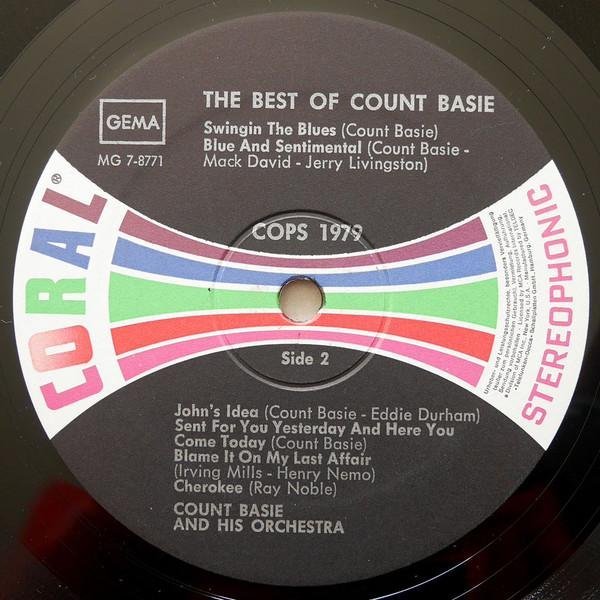 THE BEST OF COUNT BASIE
GEMA
MG 7-8771
Swingin The Blues (Count Basie)
Blue And Sentimental (Count Basie -
Mack David - Jerry Livingston)
CORAL®
COPS 1979
Side 2
STEREOPHONIC
John's Idea (Count Basie - Eddie Durham)
Sent For You Yesterday And Here You
Come Today (Count Basie)
Blame It On My Last Affair
(Irving Mills - Henry Nemo)
Cherokee (Ray Noble)
COUNT BASIE
AND HIS ORCHESTRA